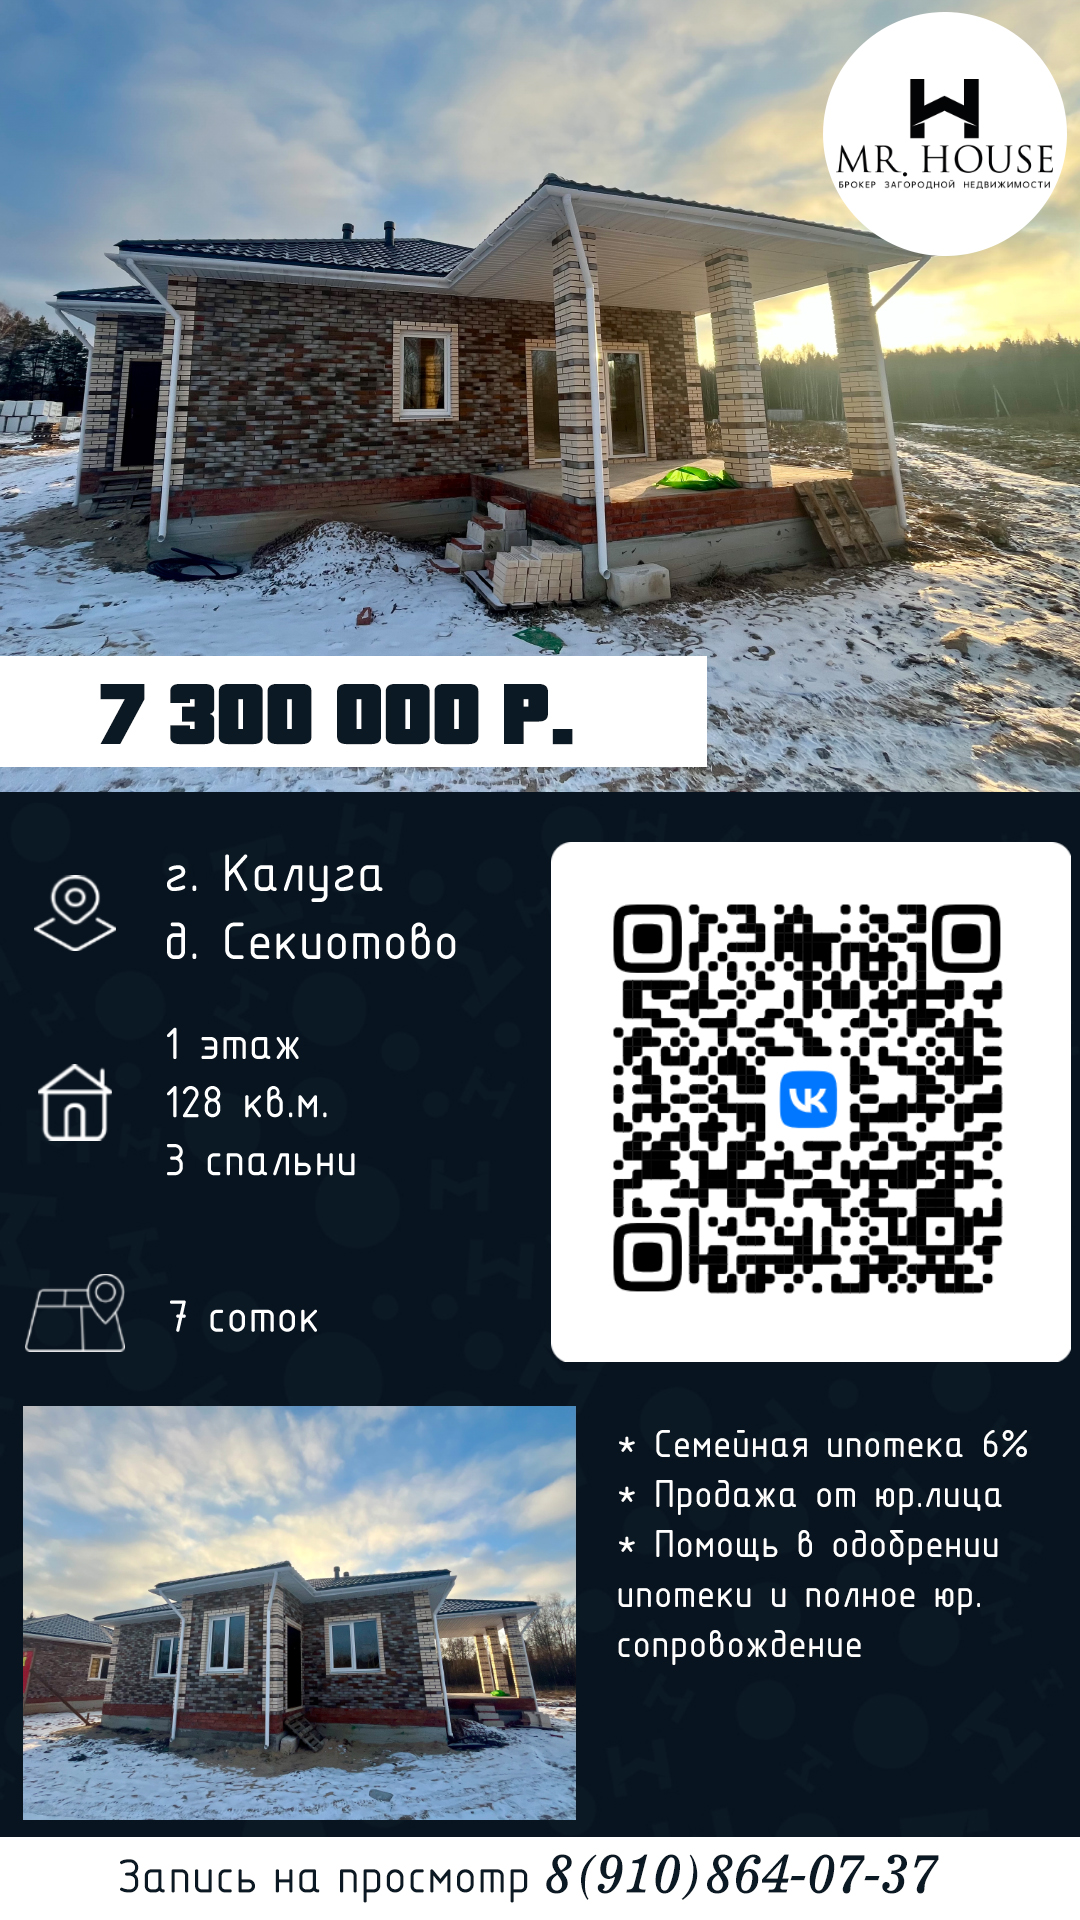 MR. HOUSE
БРОКЕР ЗАГОРОДНОЙ НЕДВИЖИМОСТИ
7 300 000 Р.
г. Калуга
д. Секиотово
1 этаж
128 кв.м.
3 спальни
7 соток
* Семейная ипотека 6%
* Продажа от юр.лица
* Помощь в одобрении
ипотеки и полное юр.
сопровождение
Запись на просмотр 8(910)864-07-37